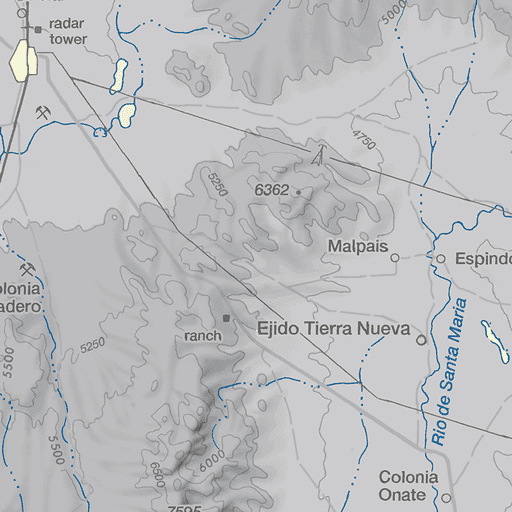 radar
tower
5000
4750
5250
6362
Malpais
Espindo
olonia
adero
ranch
Ejido Tierra Nueva
5250
5500
Rio de Santa Maria
5500
6500
6000
Colonia
Onate
7595